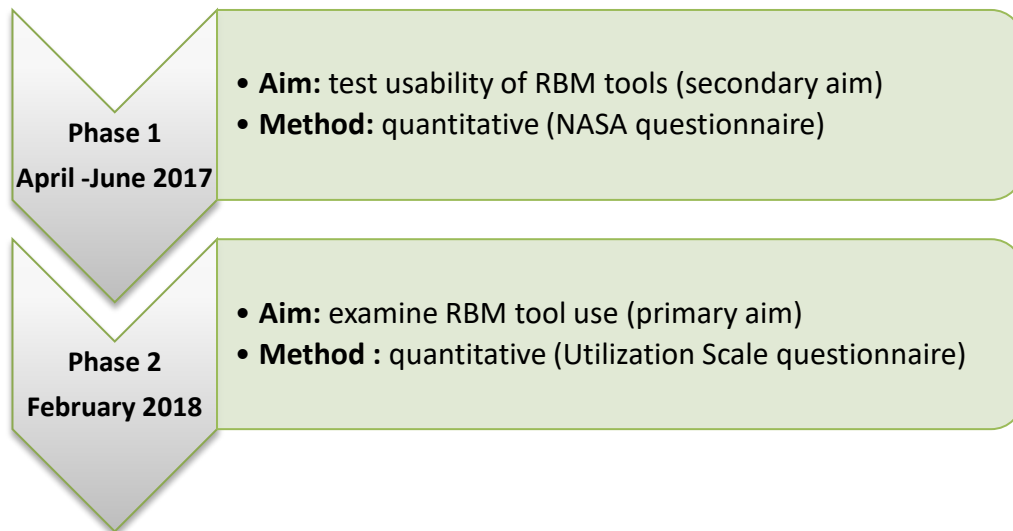 Phase 1
April -June 2017
• Aim: test usability of RBM tools (secondary aim)
• Method: quantitative (NASA questionnaire)
Phase 2
February 2018
• Aim: examine RBM tool use (primary aim)
• Method : quantitative (Utilization Scale questionnaire)